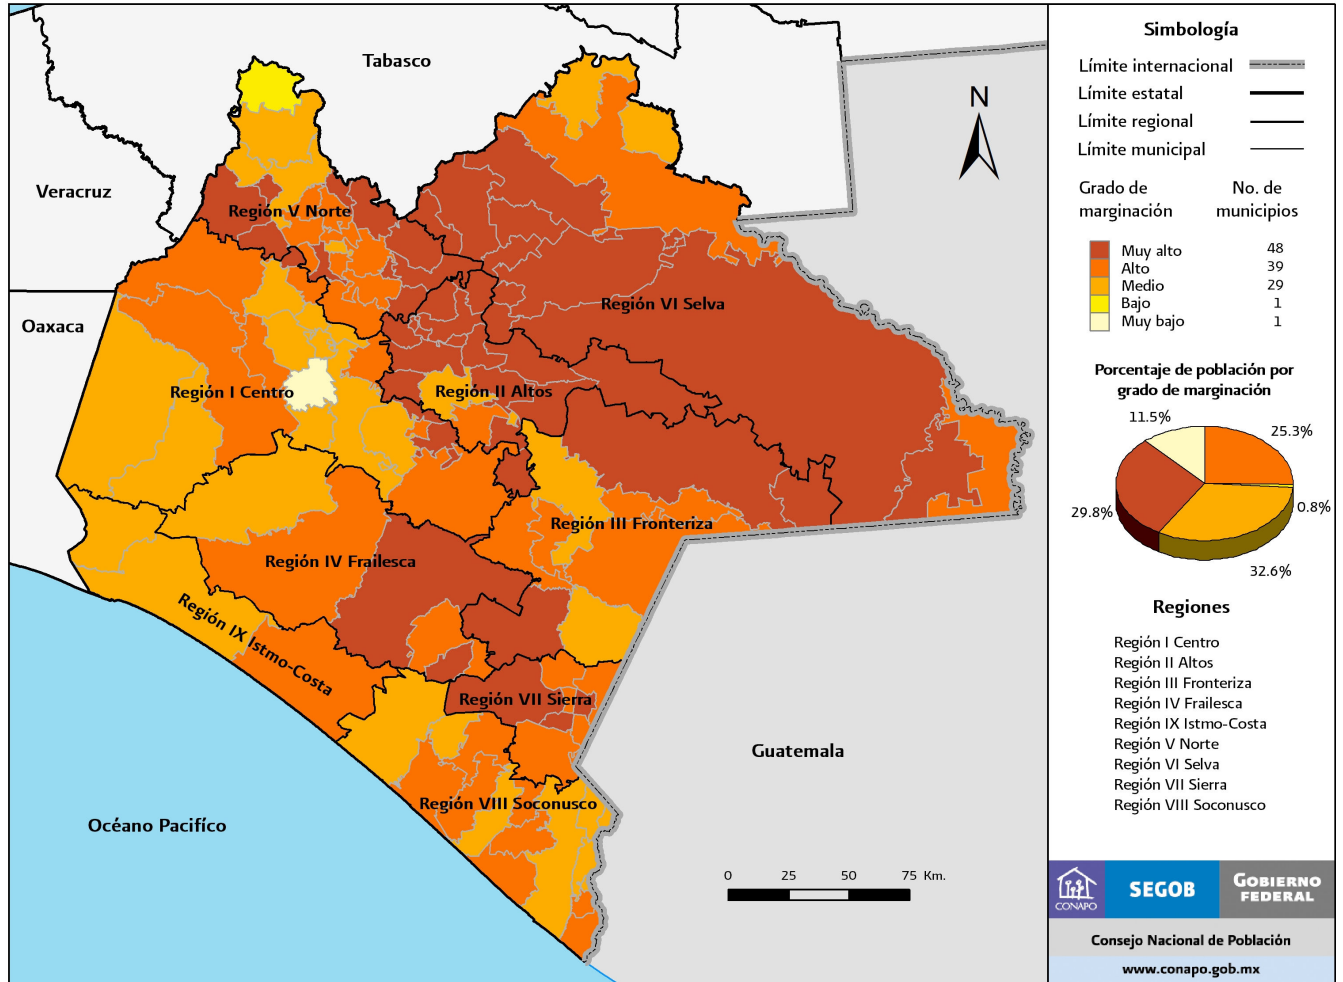 Tabasco
Veracruz
Oaxaca
Región V Norte
Región VI Selva
Región I Centro
Región II Altos
Región III Fronteriza
Región IV Frailesca
Región IX Istmo-Costa
Región VII Sierra
Región VIII Soconusco
Guatemala
Océano Pacifíco
N
0 25 50 75 Km.
Simbología
Límite internacional
Límite estatal
Límite regional
Límite municipal
Grado de marginación No. de municipios
Muy alto 48
Alto 39
Medio 29
Bajo 1
Muy bajo 1
Porcentaje de población por
grado de marginación
11.5%
25.3%
29.8%
0.8%
32.6%
Regiones
Región I Centro
Región II Altos
Región III Fronteriza
Región IV Frailesca
Región IX Istmo-Costa
Región V Norte
Región VI Selva
Región VII Sierra
Región VIII Soconusco
CONAPO
SEGOB
GOBIERNO
FEDERAL
Consejo Nacional de Población
www.conapo.gob.mx